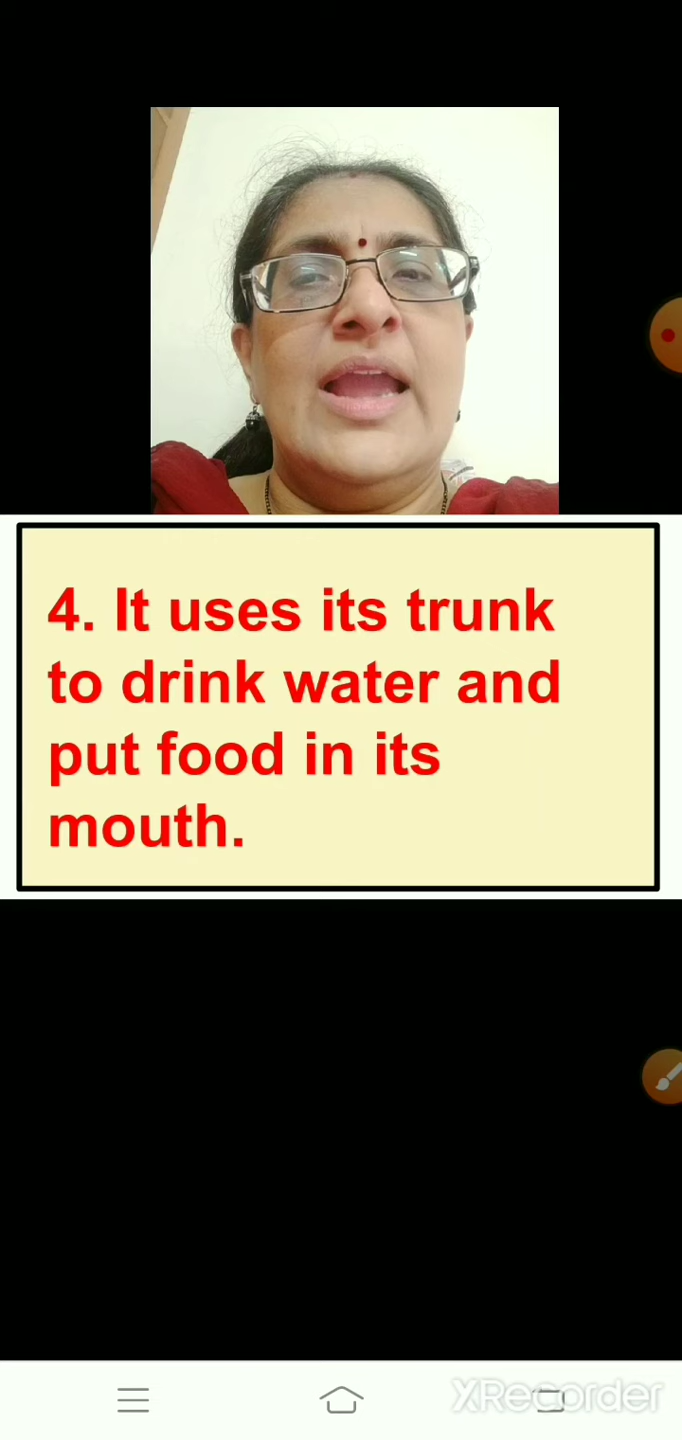 4. It uses its trunk
to drink water and
put food in its
mouth.
XRecorder